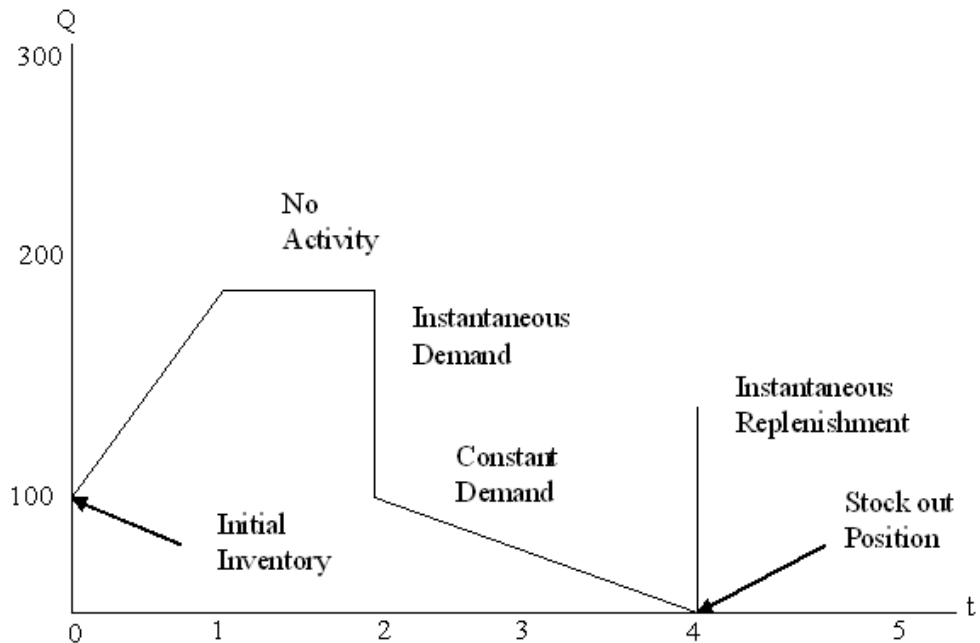 Q
300
No
Activity
200
Instantaneous
Demand
Instantaneous
Replenishment
Constant
Demand
100
Initial
Inventory
Stock out
Position
t
0 1 2 3 4 5